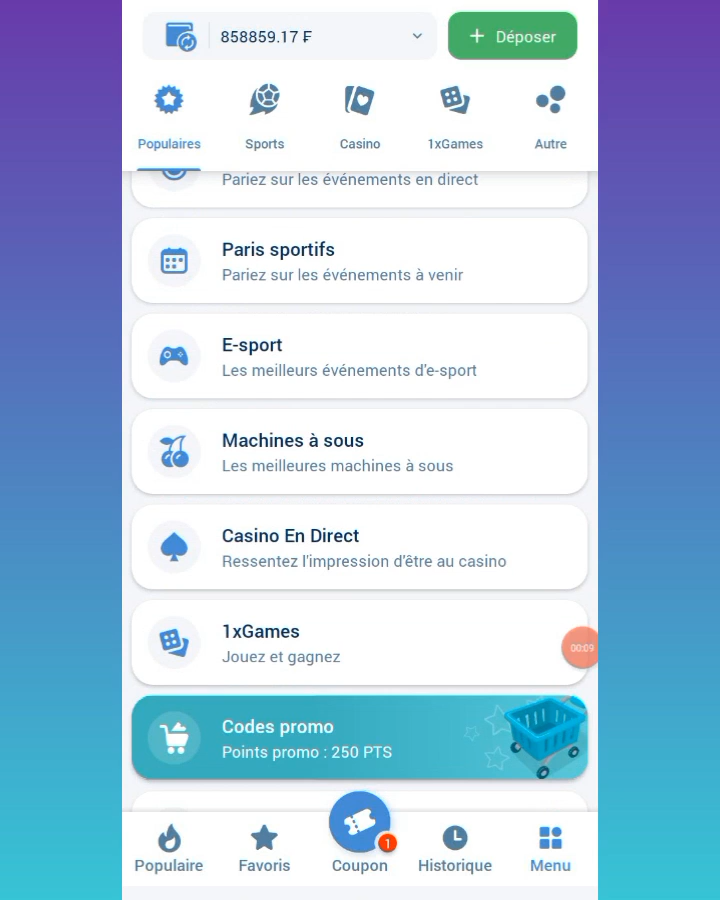 858859.17 ₣
+ Déposer
Populaires
Sports
Casino
1xGames
Autre
Pariez sur les événements en direct
Paris sportifs
Pariez sur les événements à venir
E-sport
Les meilleurs événements d'e-sport
Machines à sous
Les meilleures machines à sous
Casino En Direct
Ressentez l'impression d'être au casino
1xGames
Jouez et gagnez
00:09
Codes promo
Points promo : 250 PTS
1
Populaire
Favoris
Coupon
Historique
Menu